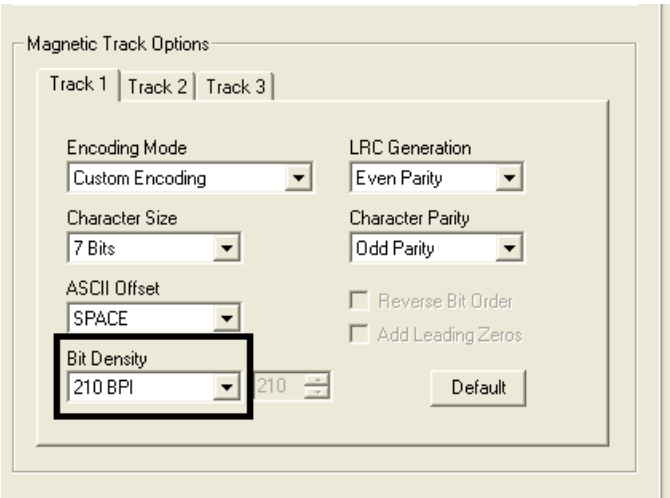 Magnetic Track Options
Track 1 Track 2 Track 3
Encoding Mode
Custom Encoding
LRC Generation
Even Parity
Character Size
7 Bits
Character Parity
Odd Parity
ASCII Offset
SPACE
Reverse Bit Order
Add Leading Zeros
Bit Density
210 BPI
210
Default